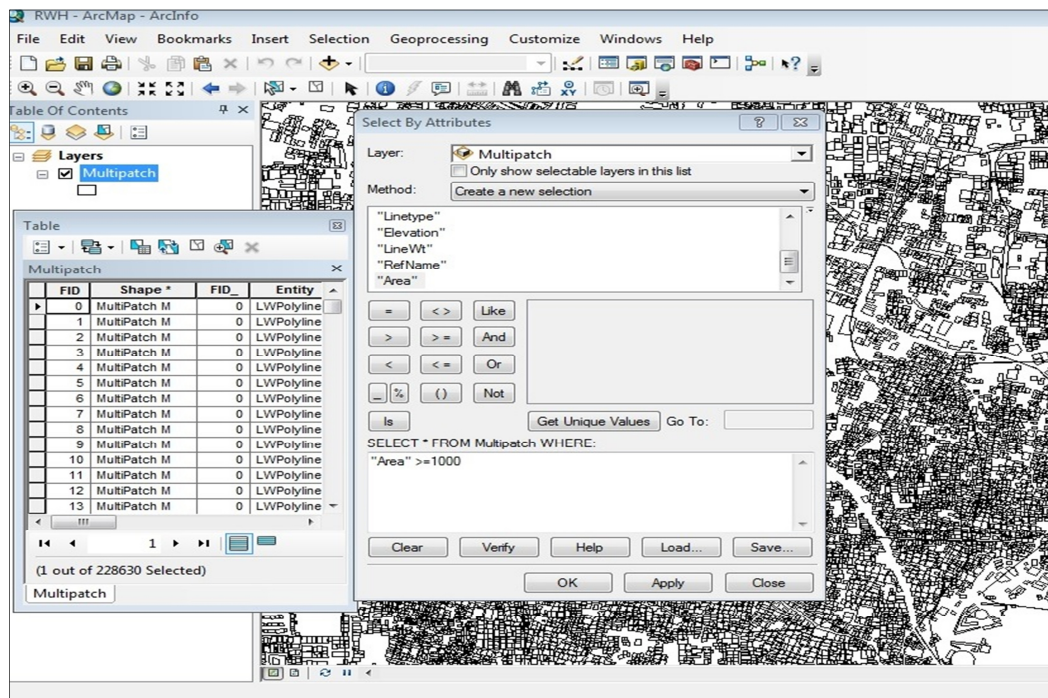 RWH - ArcMap - ArcInfo
File Edit View Bookmarks Insert Selection Geoprocessing Customize Windows Help
Table Of Contents
Layers
Multipatch
Table
Multipatch
FID Shape * FID_ Entity
0 MultiPatch M 0 LWPolyline
1 MultiPatch M 0 LWPolyline
2 MultiPatch M 0 LWPolyline
3 MultiPatch M 0 LWPolyline
4 MultiPatch M 0 LWPolyline
5 MultiPatch M 0 LWPolyline
6 MultiPatch M 0 LWPolyline
7 MultiPatch M 0 LWPolyline
8 MultiPatch M 0 LWPolyline
9 MultiPatch M 0 LWPolyline
10 MultiPatch M 0 LWPolyline
11 MultiPatch M 0 LWPolyline
12 MultiPatch M 0 LWPolyline
13 MultiPatch M 0 LWPolyline
1
(1 out of 228630 Selected)
Multipatch
Select By Attributes
Layer: Multipatch
Only show selectable layers in this list
Method: Create a new selection
"Linetype"
"Elevation"
"LineWt"
"RefName"
"Area"
= < > Like
> > = And
< < = Or
_ % ( ) Not
Is Get Unique Values Go To:
SELECT * FROM Multipatch WHERE:
"Area" >=1000
Clear Verify Help Load... Save...
OK Apply Close